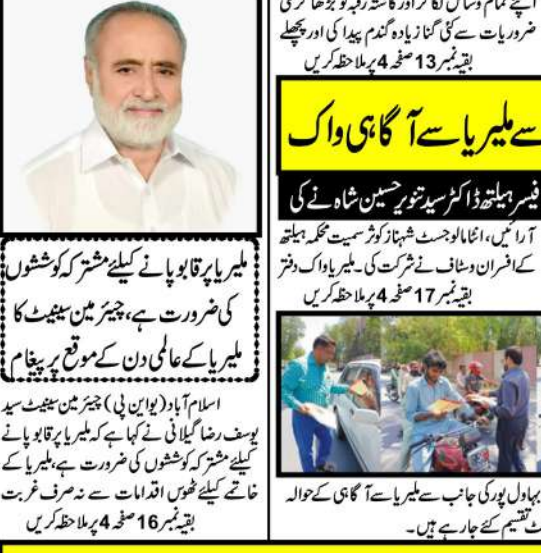 اپنے تمام وسائل لگا کر اور کاشتہ رقبہ کو بڑھا کر کئی
ضروریات سے کئی گنا زیادہ گندم پیدا کی اور پچھلے
بقیہ نمبر 13 صفحہ 4 پر ملاحظہ کریں
سے ملیریا سے آگاہی واک
فیسر ہیلتھ ڈاکٹر سید تنویر حسین شاہ نے کی
آرائیں، انٹامالوجسٹ شہناز کوثر سمیت محکمہ ہیلتھ
کے افسران و سٹاف نے شرکت کی۔ ملیریا واک دفتر
بقیہ نمبر 17 صفحہ 4 پر ملاحظہ کریں
بہاول پور کی جانب سے ملیریا سے آگاہی کے حوالہ
ٹ تقسیم کئے جارہے ہیں۔
ملیریا پر قابو پانے کیلئے مشترکہ کوششوں
کی ضرورت ہے، چیئرمین سینیٹ کا
ملیریا کے عالمی دن کے موقع پر پیغام
اسلام آباد (یو این پی) چیئرمین سینیٹ سید
یوسف رضا گیلانی نے کہا ہے کہ ملیریا پر قابو پانے
کیلئے مشترکہ کوششوں کی ضرورت ہے، ملیریا کے
خاتمے کیلئے ٹھوس اقدامات سے نہ صرف غربت
بقیہ نمبر 16 صفحہ 4 پر ملاحظہ کریں